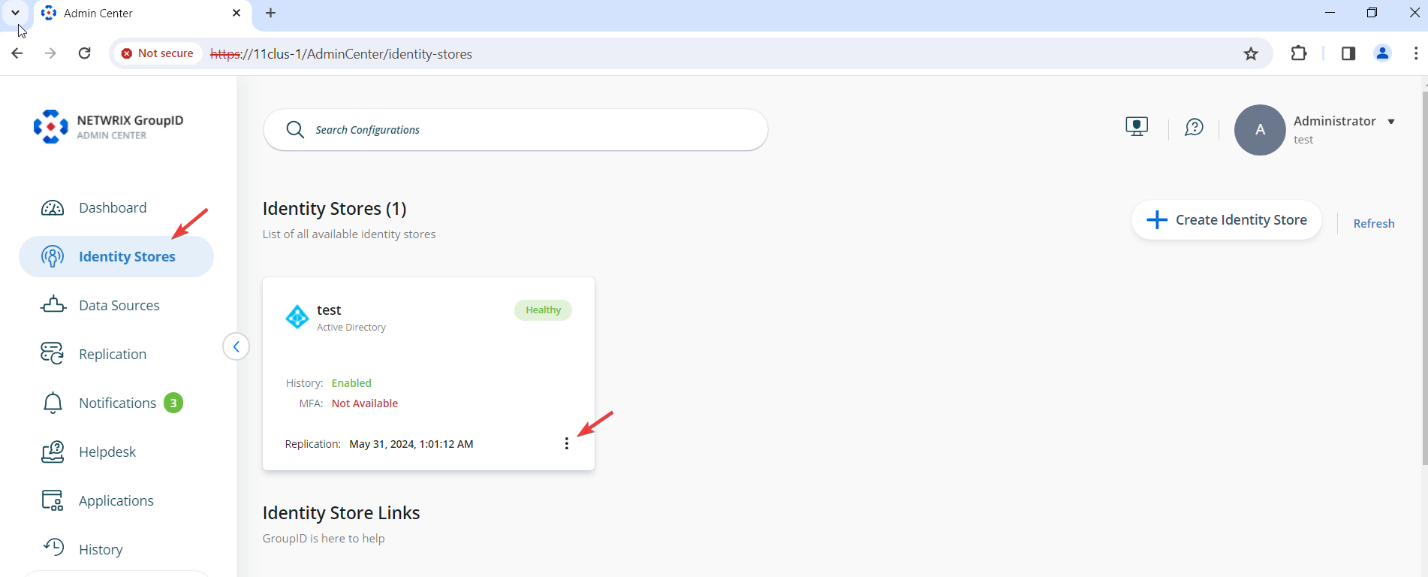 Admin Center
Not secure https://11clus-1/AdminCenter/identity-stores
NETWRIX GroupID
ADMIN CENTER
Search Configurations
A
Administrator
test
Dashboard
Identity Stores
Data Sources
Replication
Notifications 3
Helpdesk
Applications
History
Identity Stores (1)
List of all available identity stores
Create Identity Store
Refresh
test
Active Directory
Healthy
History: Enabled
MFA: Not Available
Replication: May 31, 2024, 1:01:12 AM
Identity Store Links
GroupID is here to help